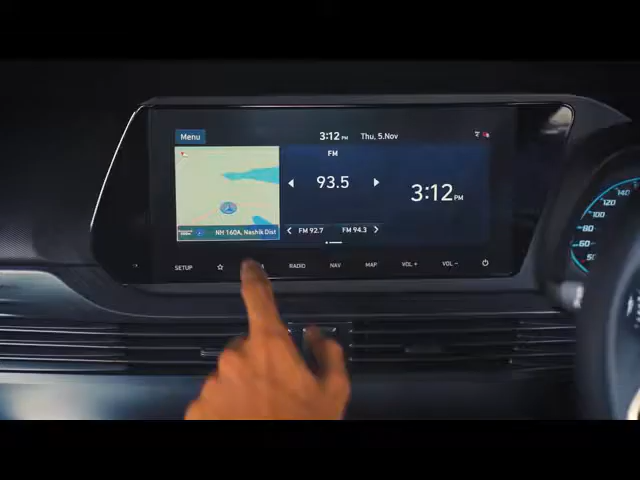 Menu
3:12 PM
Thu, 5.Nov
FM
93.5
3:12 PM
NH 160A, Nashik Dist
FM 92.7
FM 94.3
SETUP
RADIO
NAV
MAP
VOL +
VOL −
140
120
100
80
60